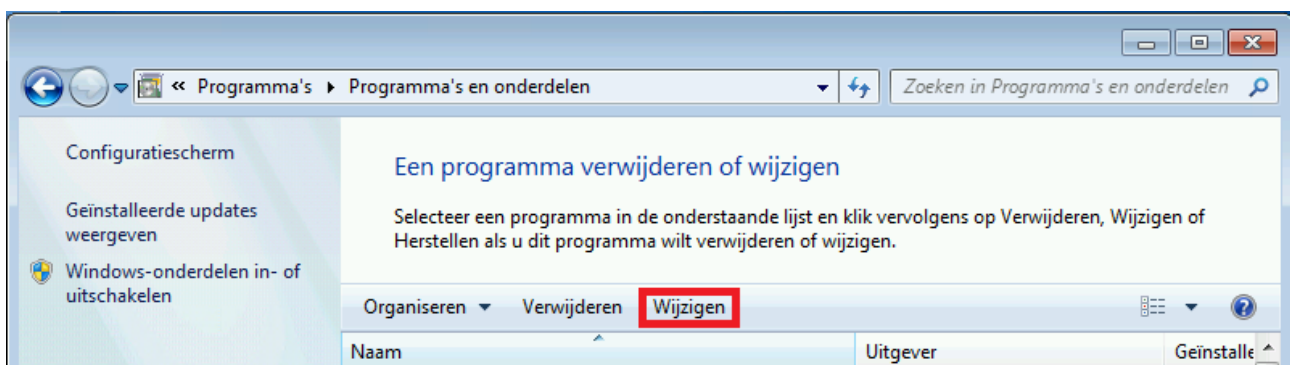 « Programma's ▸ Programma's en onderdelen
Zoeken in Programma's en onderdelen
Configuratiescherm
Geïnstalleerde updates
weergeven
Windows-onderdelen in- of
uitschakelen
Een programma verwijderen of wijzigen
Selecteer een programma in de onderstaande lijst en klik vervolgens op Verwijderen, Wijzigen of
Herstellen als u dit programma wilt verwijderen of wijzigen.
Organiseren Verwijderen Wijzigen
Naam Uitgever Geïnstalle